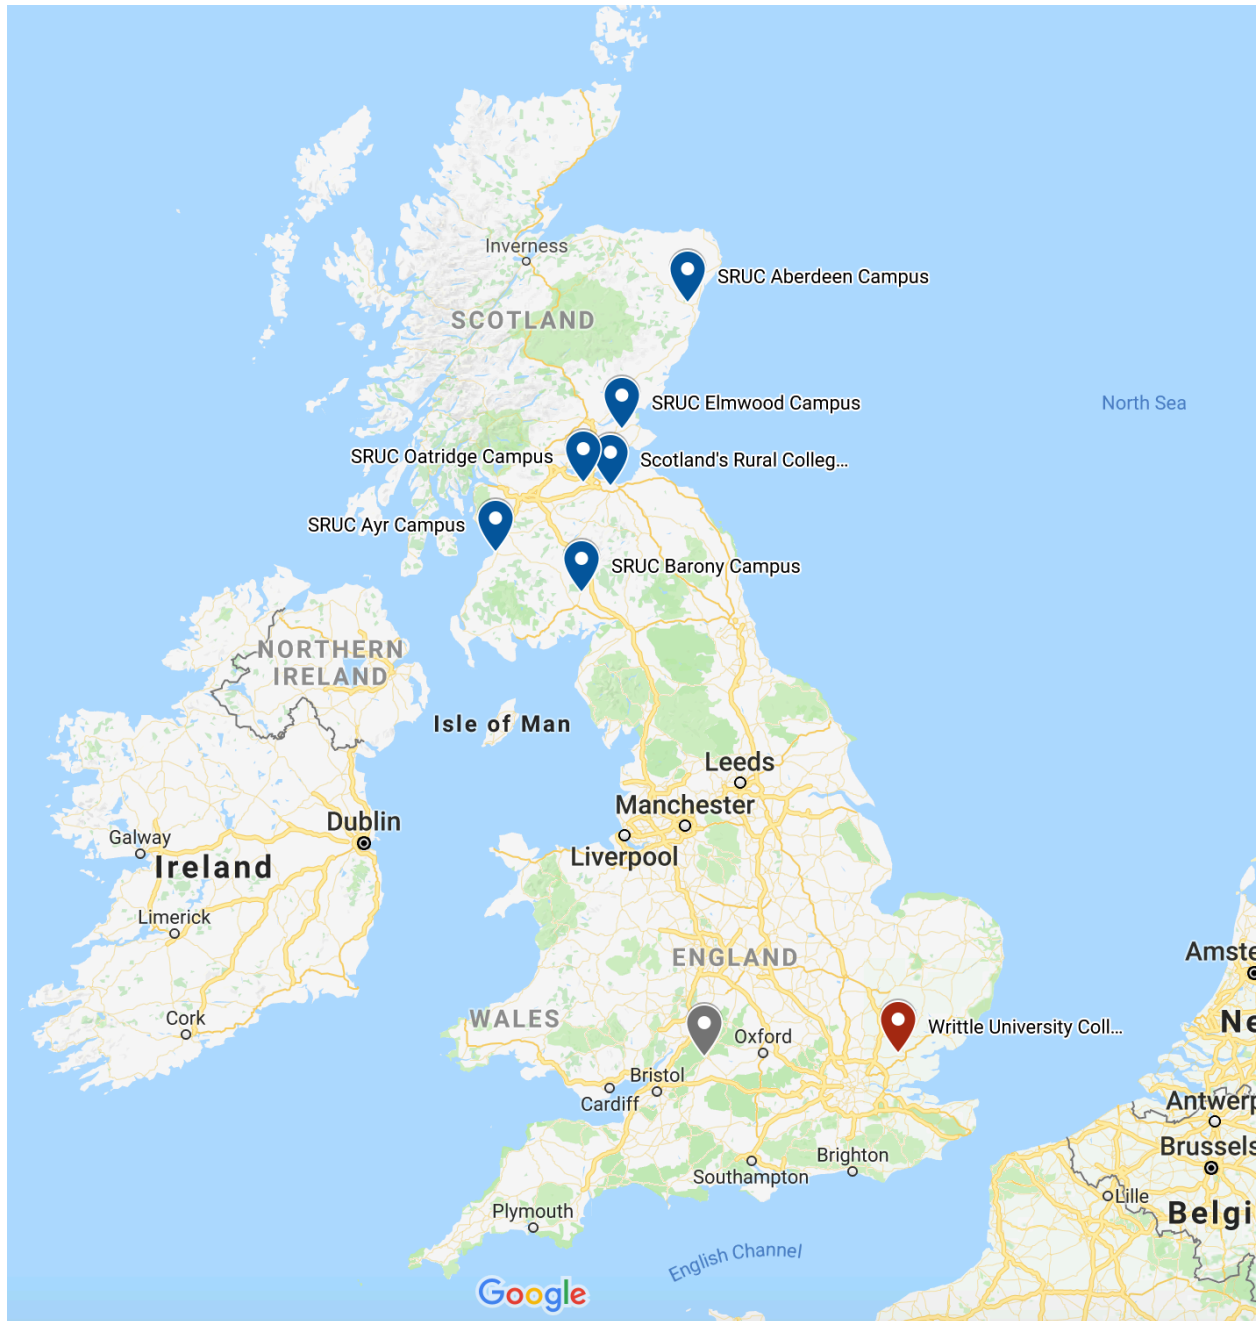 Inverness
SRUC Aberdeen Campus
SCOTLAND
SRUC Elmwood Campus
North Sea
SRUC Oatridge Campus
Scotland's Rural Colleg...
SRUC Ayr Campus
SRUC Barony Campus
NORTHERN
IRELAND
Isle of Man
Leeds
Manchester
Dublin
Galway
Liverpool
Ireland
Limerick
ENGLAND
Amste
Cork
WALES
Ne
Writtle University Coll...
Oxford
Bristol
Cardiff
Antwerp
Brussels
Brighton
Southampton
Lille
Plymouth
Belgi
English Channel
Google